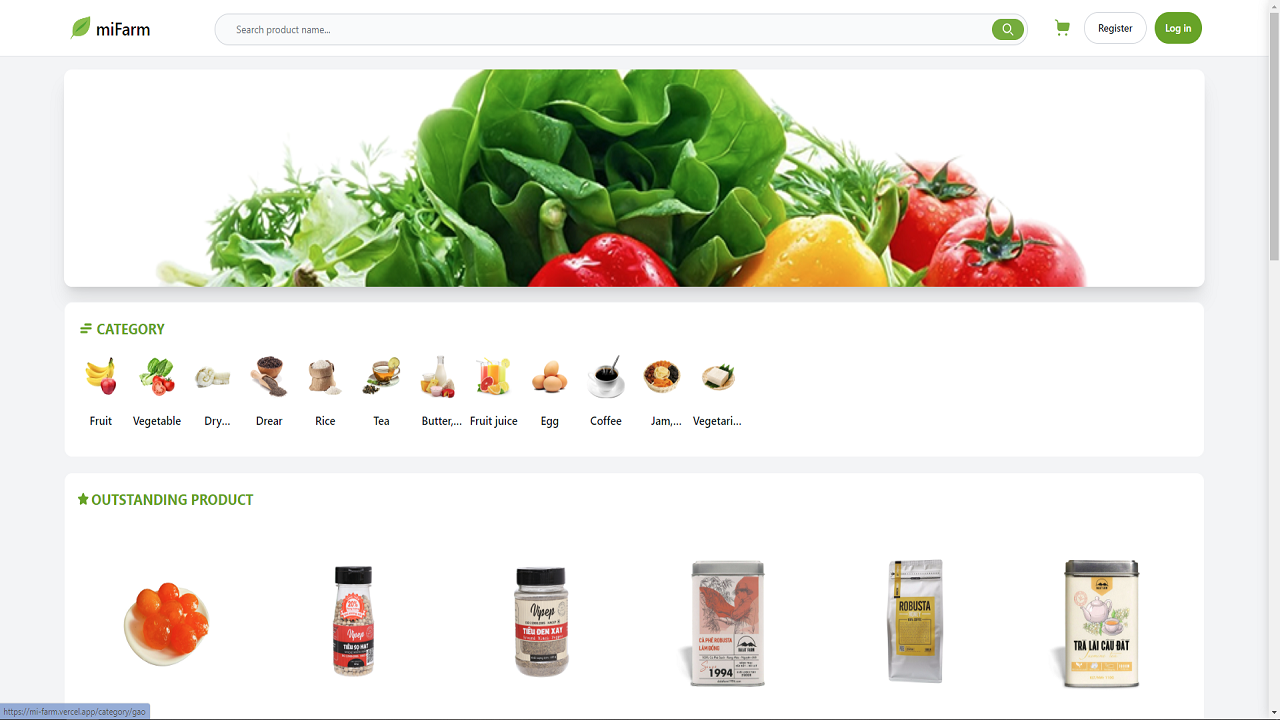 miFarm
Search product name...
Register
Log in
CATEGORY
Fruit
Vegetable
Dry...
Drear
Rice
Tea
Butter,...
Fruit juice
Egg
Coffee
Jam,...
Vegetari...
OUTSTANDING PRODUCT
Vipep
TIÊU SỌ HẠT
Vipep
TIÊU ĐEN XAY
CÀ PHÊ ROBUSTA
LÂM ĐỒNG
Since
1994
ROBUSTA
TRÀ LÀI CẦU ĐẤT
https://mi-farm.vercel.app/category/gao